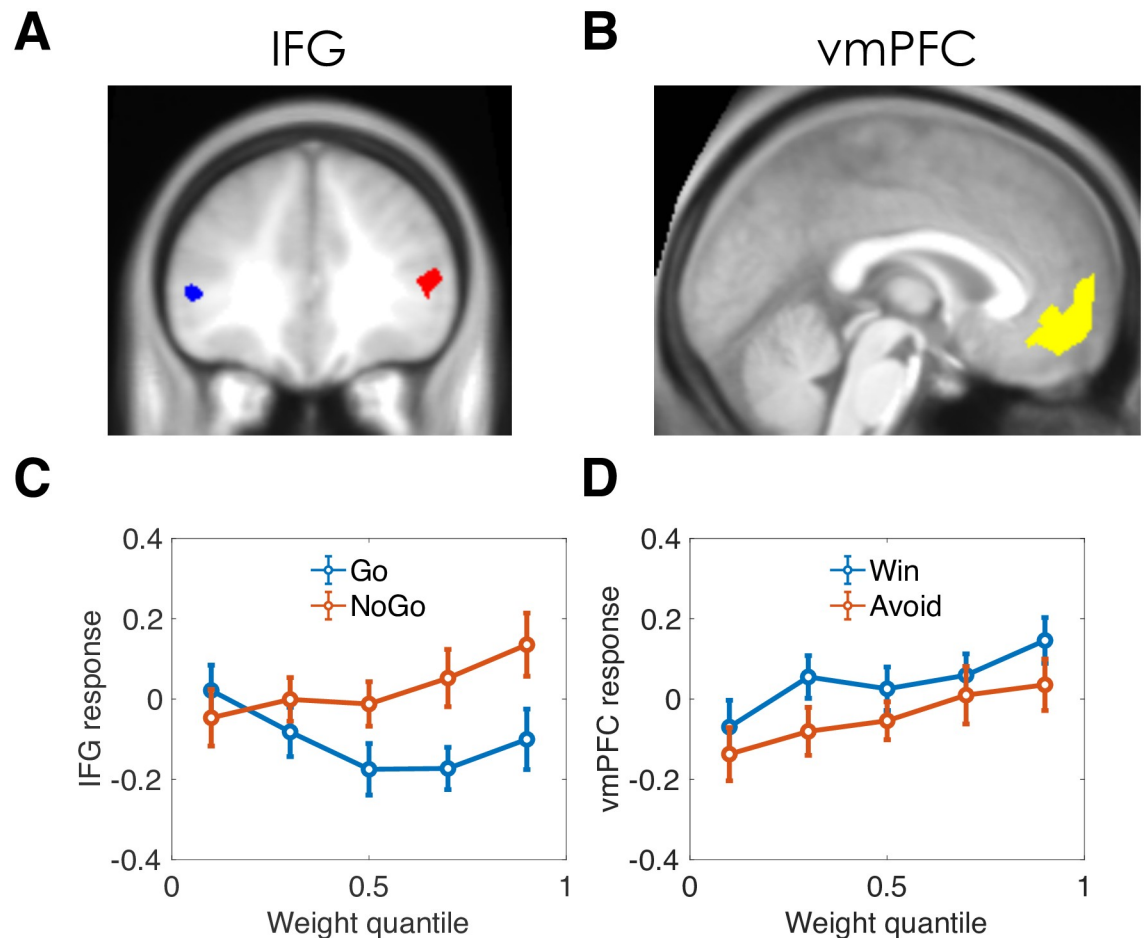 A
IFG
B
vmPFC
C
0.4
0.2
0
-0.2
-0.4
IFG response
Go
NoGo
0
0.5
1
Weight quantile
D
0.4
0.2
0
-0.2
-0.4
vmPFC response
Win
Avoid
0
0.5
1
Weight quantile